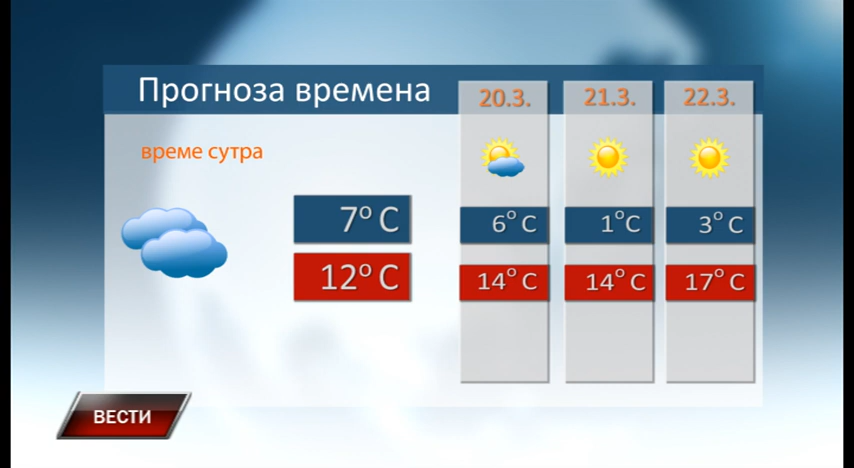 Прогноза времена
20.3.
21.3.
22.3.
време сутра
7° C
6° C
1°C
3° C
12° C
14° C
14° C
17° C
ВЕСТИ